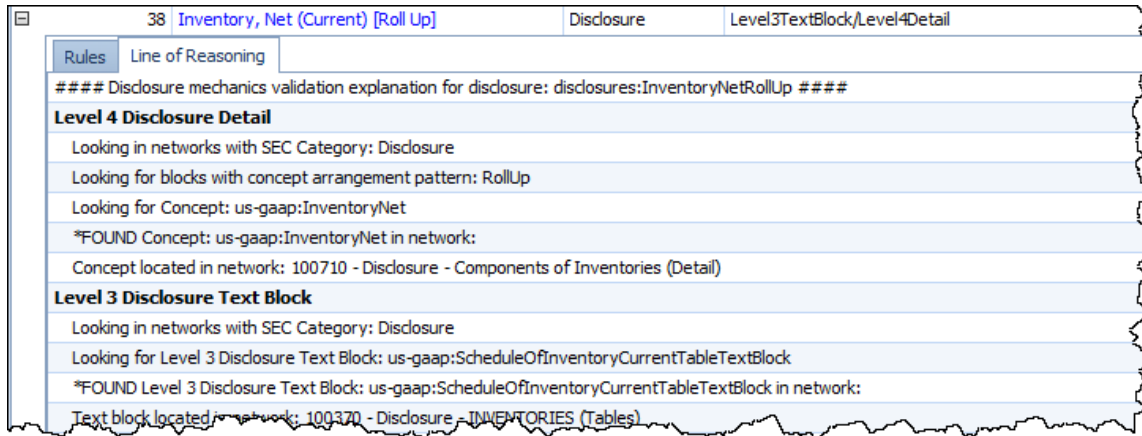 38 Inventory, Net (Current) [Roll Up] Disclosure Level3TextBlock/Level4Detail
Rules Line of Reasoning
#### Disclosure mechanics validation explanation for disclosure: disclosures:InventoryNetRollUp ####
Level 4 Disclosure Detail
Looking in networks with SEC Category: Disclosure
Looking for blocks with concept arrangement pattern: RollUp
Looking for Concept: us-gaap:InventoryNet
*FOUND Concept: us-gaap:InventoryNet in network:
Concept located in network: 100710 - Disclosure - Components of Inventories (Detail)
Level 3 Disclosure Text Block
Looking in networks with SEC Category: Disclosure
Looking for Level 3 Disclosure Text Block: us-gaap:ScheduleOfInventoryCurrentTableTextBlock
*FOUND Level 3 Disclosure Text Block: us-gaap:ScheduleOfInventoryCurrentTableTextBlock in network:
Text block located in network: 100370 - Disclosure - INVENTORIES (Tables)